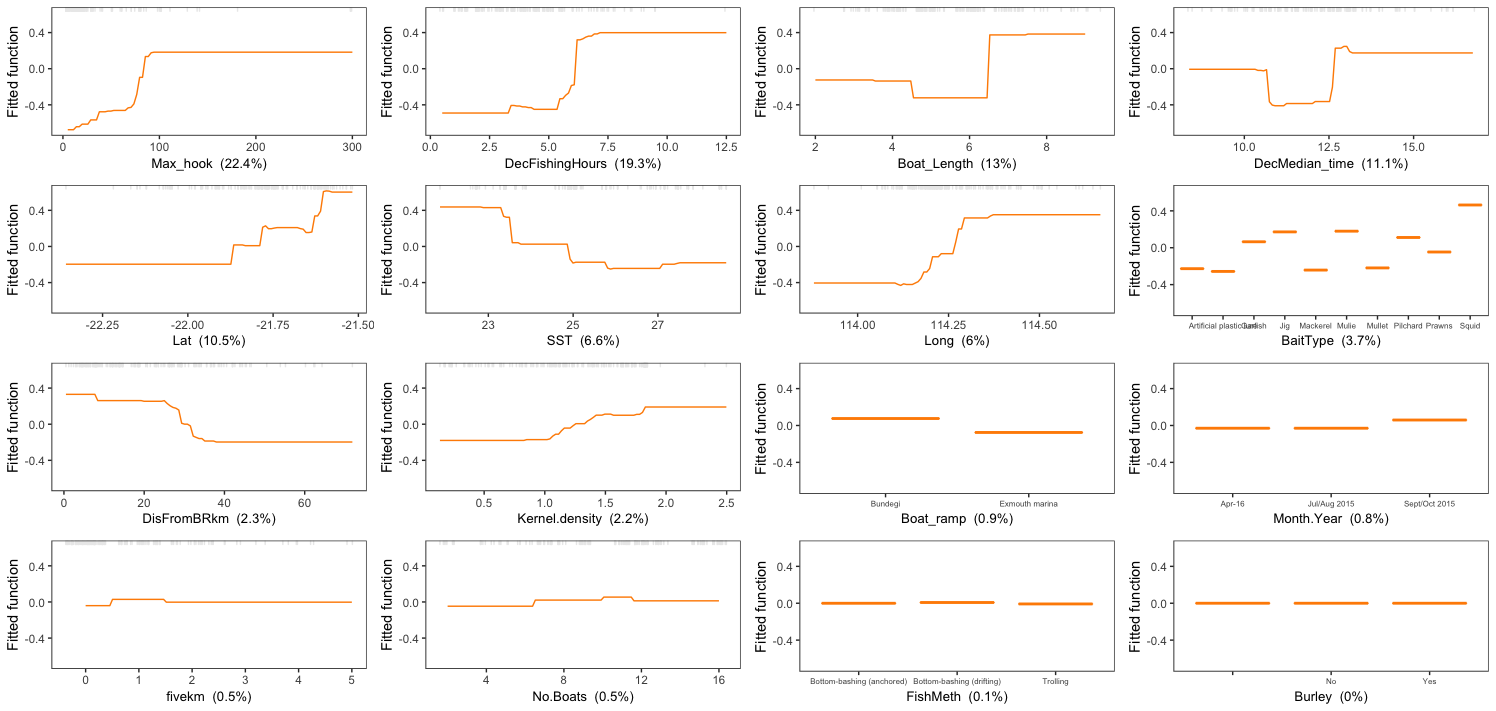 Fitted function
0.4
0.0
-0.4
0 100 200 300
Max_hook (22.4%)
Fitted function
0.4
0.0
-0.4
0.0 2.5 5.0 7.5 10.0 12.5
DecFishingHours (19.3%)
Fitted function
0.4
0.0
-0.4
2 4 6 8
Boat_Length (13%)
Fitted function
0.4
0.0
-0.4
10.0 12.5 15.0
DecMedian_time (11.1%)
Fitted function
0.4
0.0
-0.4
-22.25 -22.00 -21.75 -21.50
Lat (10.5%)
Fitted function
0.4
0.0
-0.4
23 25 27
SST (6.6%)
Fitted function
0.4
0.0
-0.4
114.00 114.25 114.50
Long (6%)
Fitted function
0.4
0.0
-0.4
Artificial plastic Jig Mackerel Mulie Mullet Pilchard Prawns Squid
BaitType (3.7%)
Fitted function
0.4
0.0
-0.4
0 20 40 60
DisFromBRkm (2.3%)
Fitted function
0.4
0.0
-0.4
0.5 1.0 1.5 2.0 2.5
Kernel.density (2.2%)
Fitted function
0.4
0.0
-0.4
Bundegi Exmouth marina
Boat_ramp (0.9%)
Fitted function
0.4
0.0
-0.4
Apr-16 Jul/Aug 2015 Sept/Oct 2015
Month.Year (0.8%)
Fitted function
0.4
0.0
-0.4
0 1 2 3 4 5
fivekm (0.5%)
Fitted function
0.4
0.0
-0.4
4 8 12 16
No.Boats (0.5%)
Fitted function
0.4
0.0
-0.4
Bottom-bashing (anchored) Bottom-bashing (drifting) Trolling
FishMeth (0.1%)
Fitted function
0.4
0.0
-0.4
No Yes
Burley (0%)